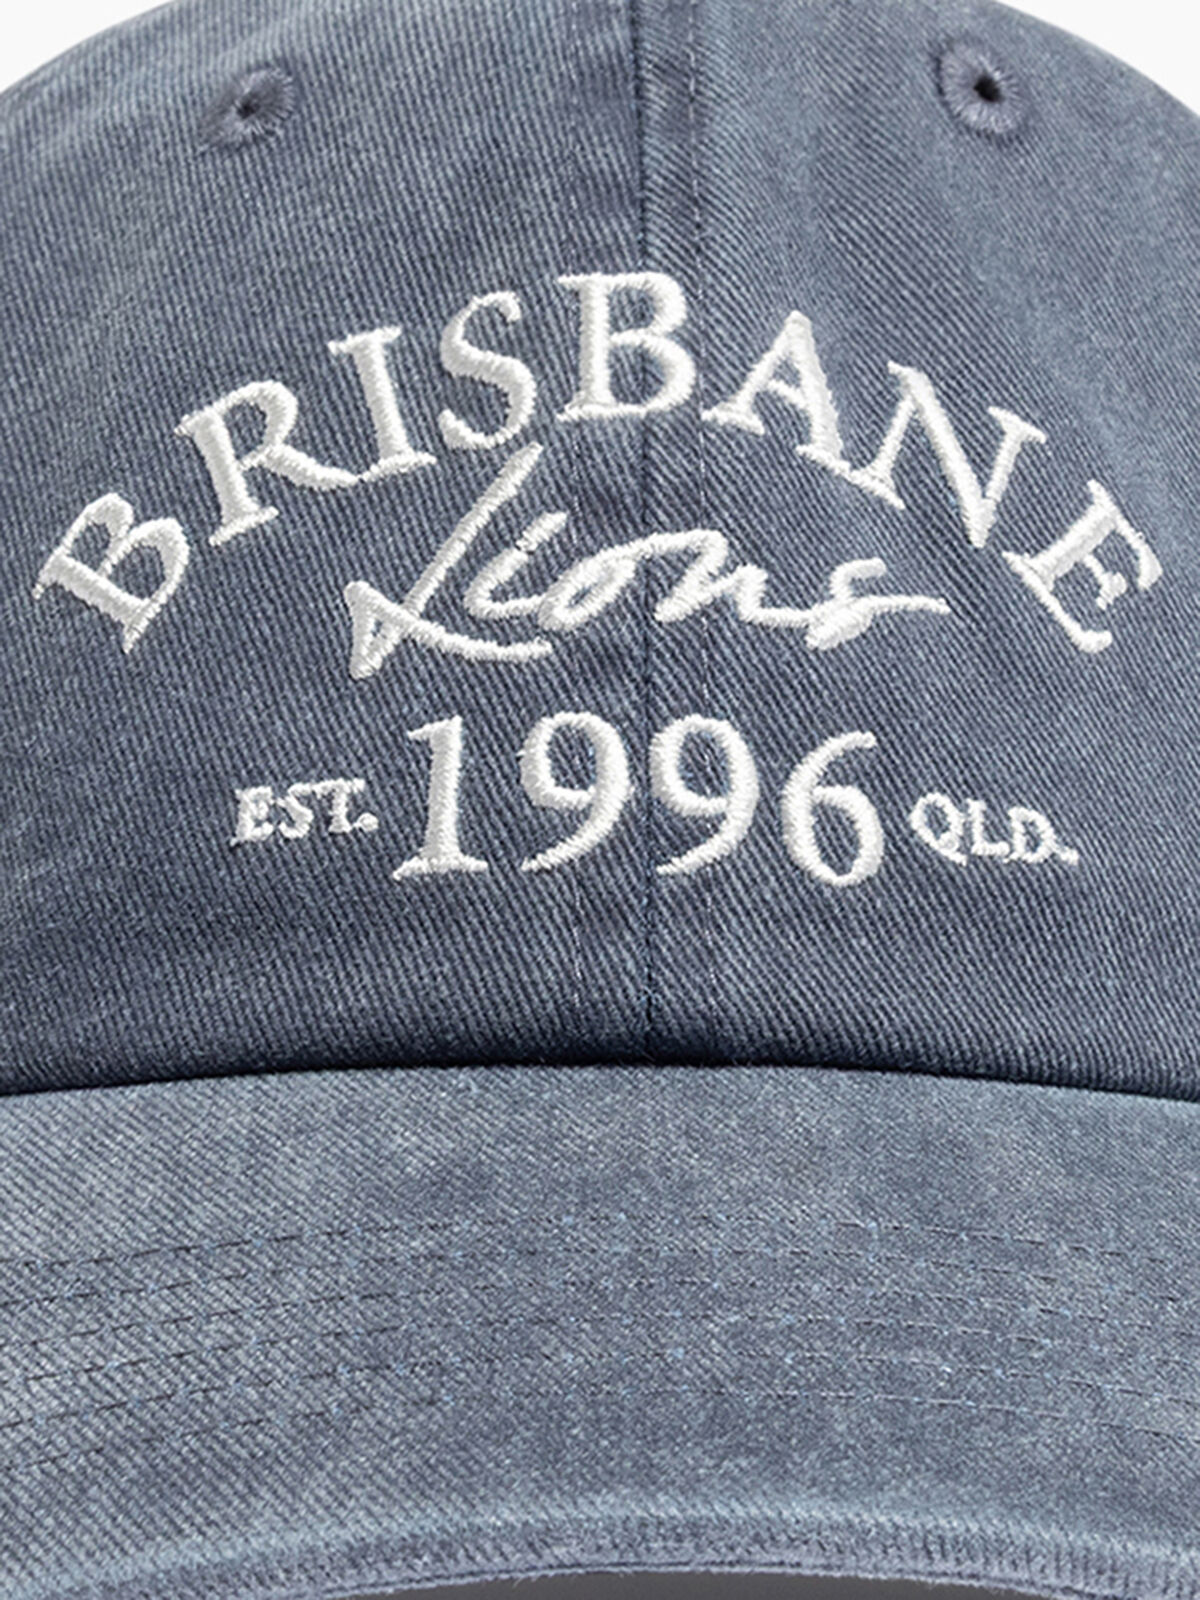 BRISBANE
Lions
EST. 1996 QLD.